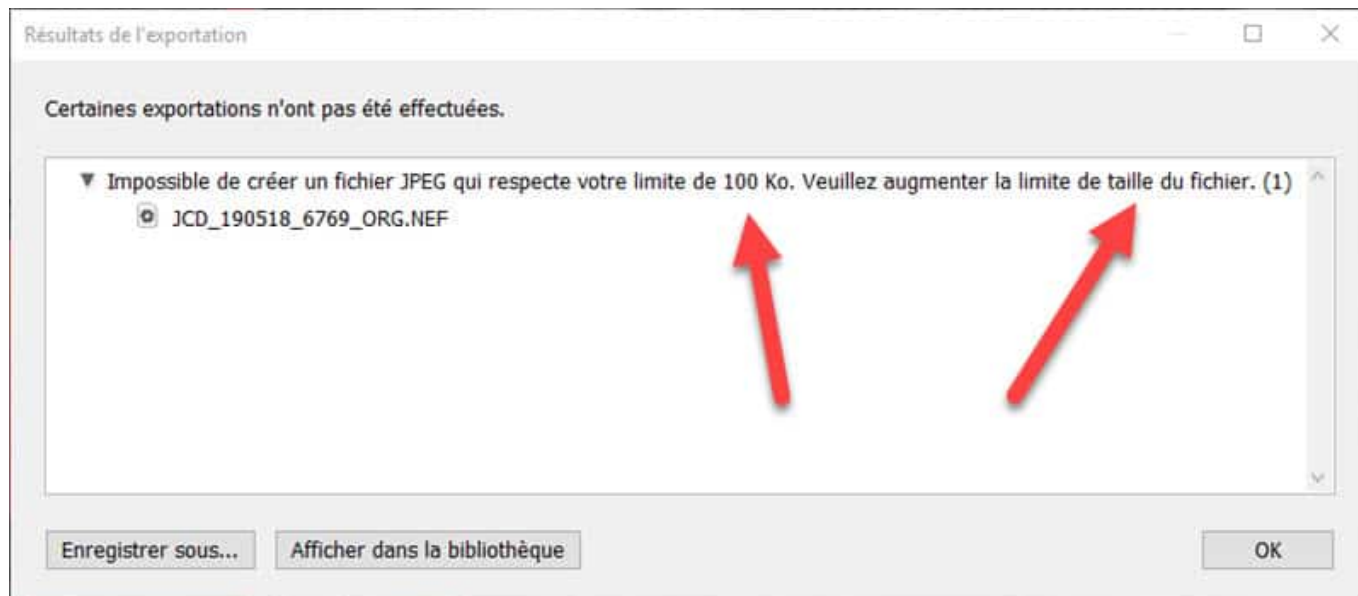 Résultats de l'exportation
Certaines exportations n'ont pas été effectuées.
Impossible de créer un fichier JPEG qui respecte votre limite de 100 Ko. Veuillez augmenter la limite de taille du fichier. (1)
JCD_190518_6769_ORG.NEF
Enregistrer sous... Afficher dans la bibliothèque OK